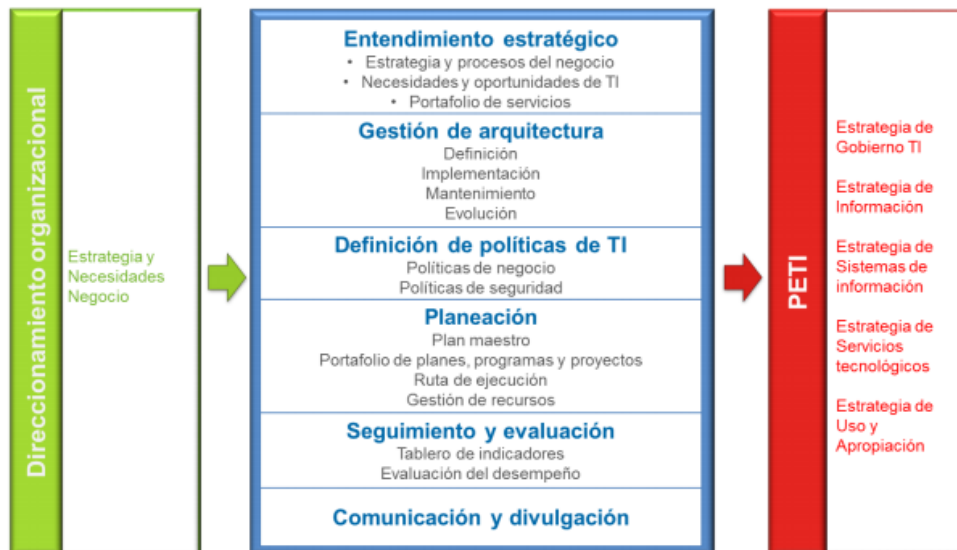 Direccionamiento organizacional
Estrategia y
Necesidades
Negocio
Entendimiento estratégico
• Estrategia y procesos del negocio
• Necesidades y oportunidades de TI
• Portafolio de servicios
Gestión de arquitectura
Definición
Implementación
Mantenimiento
Evolución
Definición de políticas de TI
Políticas de negocio
Políticas de seguridad
Planeación
Plan maestro
Portafolio de planes, programas y proyectos
Ruta de ejecución
Gestión de recursos
Seguimiento y evaluación
Tablero de indicadores
Evaluación del desempeño
Comunicación y divulgación
PETI
Estrategia de
Gobierno TI
Estrategia de
Información
Estrategia de
Sistemas de
información
Estrategia de
Servicios
tecnológicos
Estrategia de
Uso y
Apropiación